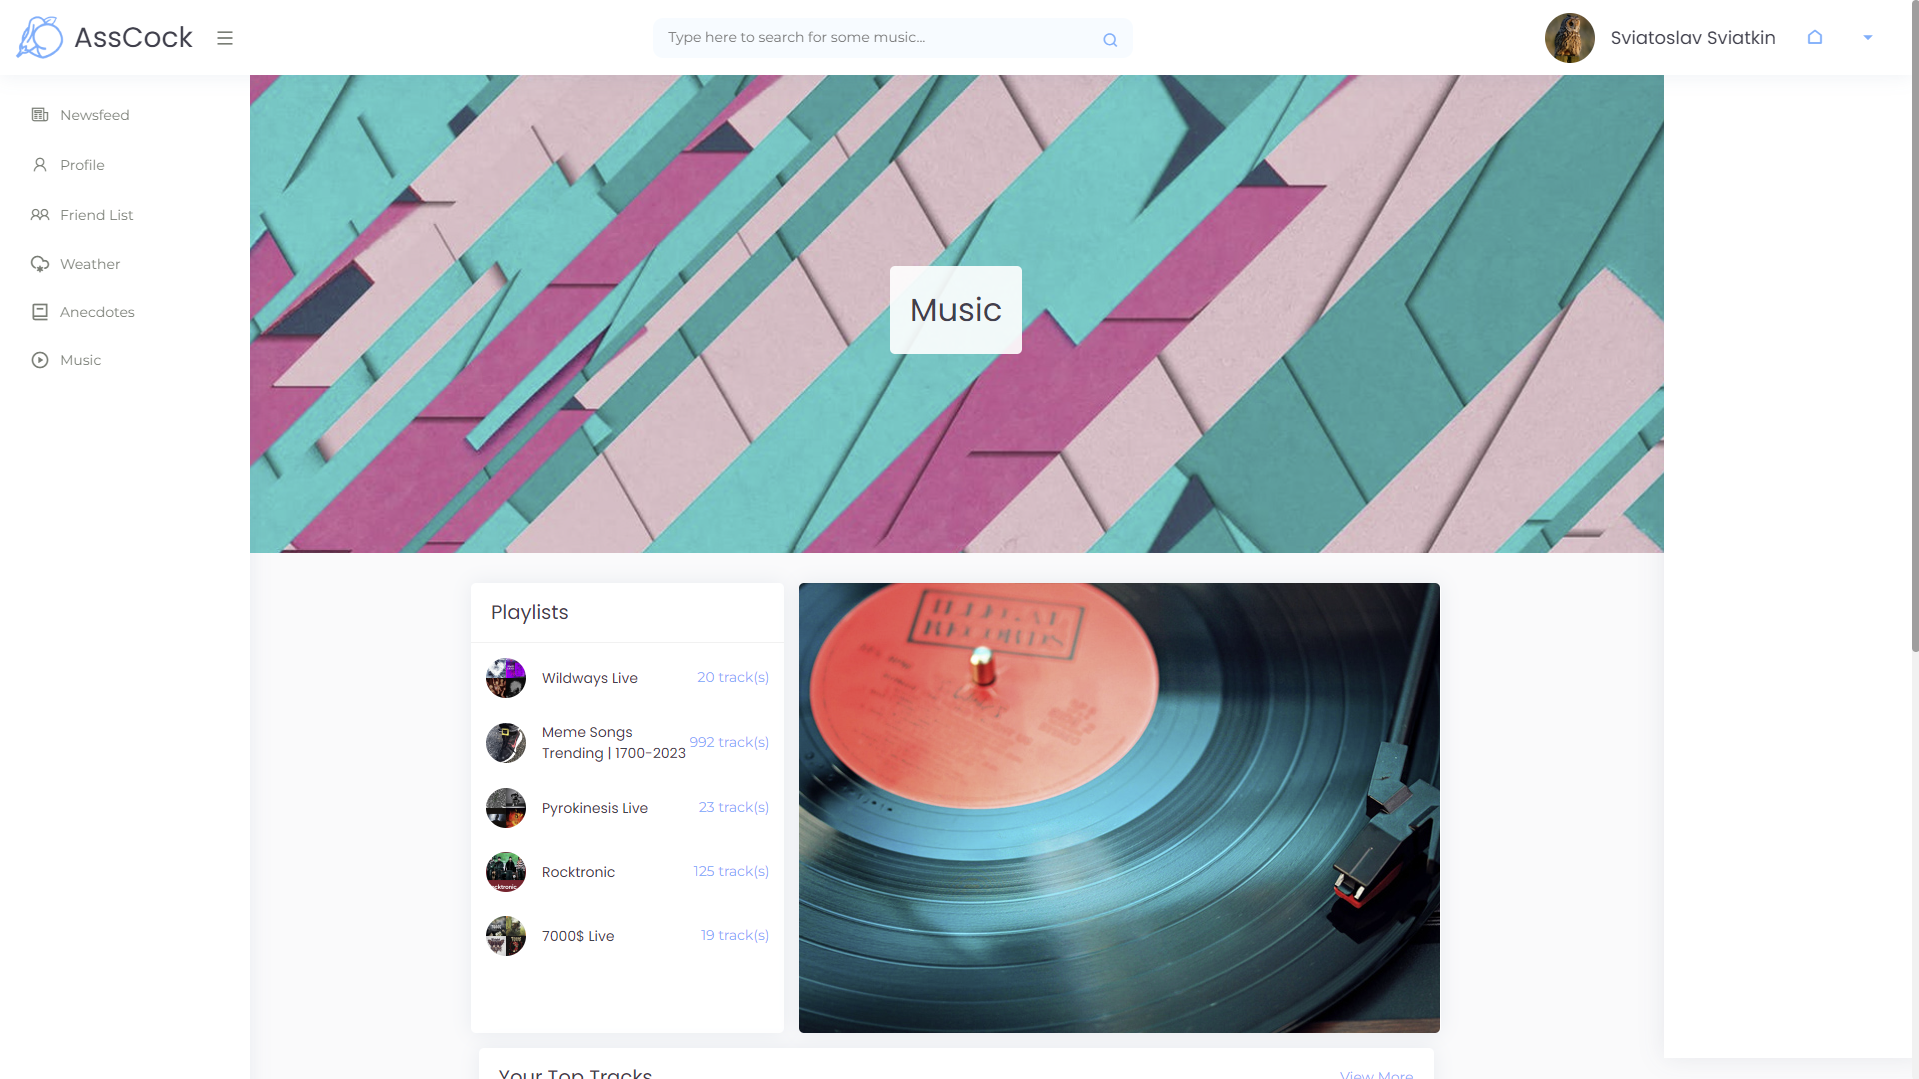 AssCock
Type here to search for some music...
Sviatoslav Sviatkin
Newsfeed
Profile
Friend List
Weather
Anecdotes
Music
Music
Playlists
Wildways Live
20 track(s)
Meme Songs
Trending | 1700-2023
992 track(s)
Pyrokinesis Live
23 track(s)
Rocktronic
125 track(s)
7000$ Live
19 track(s)
RECORDS
Your Top Tracks
View More